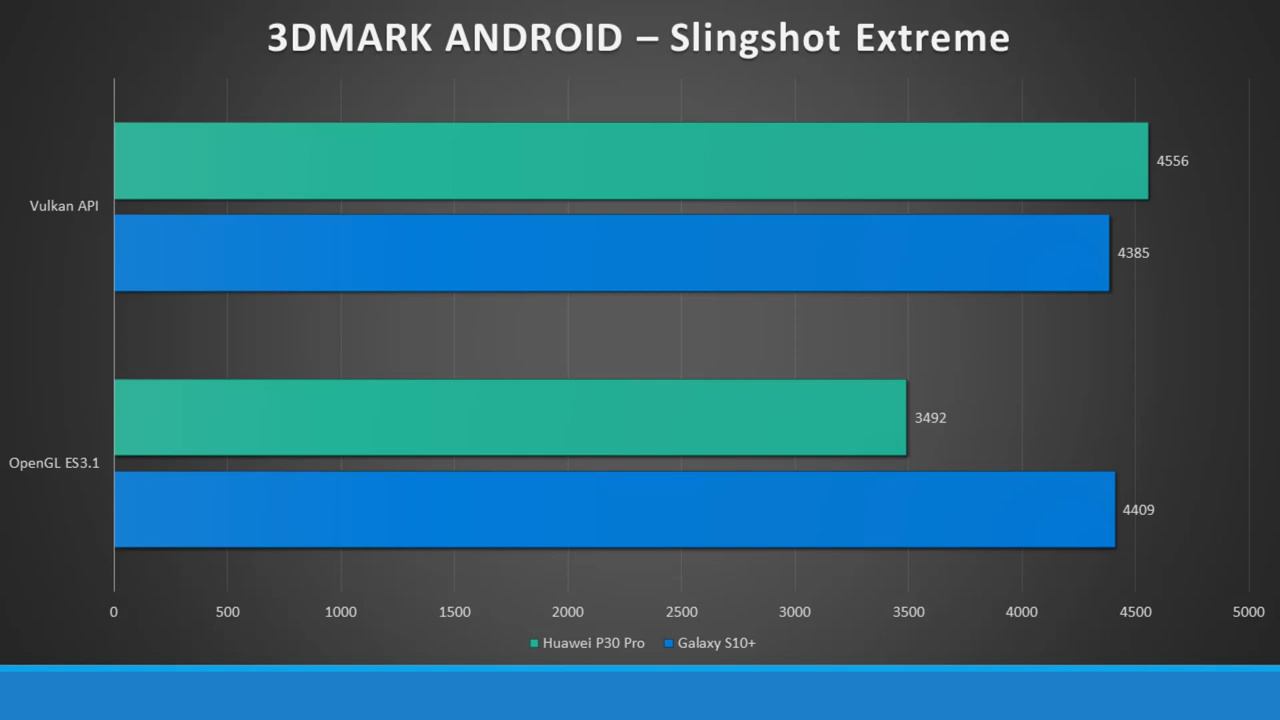 3DMARK ANDROID – Slingshot Extreme
4556
Vulkan API
4385
3492
OpenGL ES3.1
4409
0 500 1000 1500 2000 2500 3000 3500 4000 4500 5000
Huawei P30 Pro Galaxy S10+